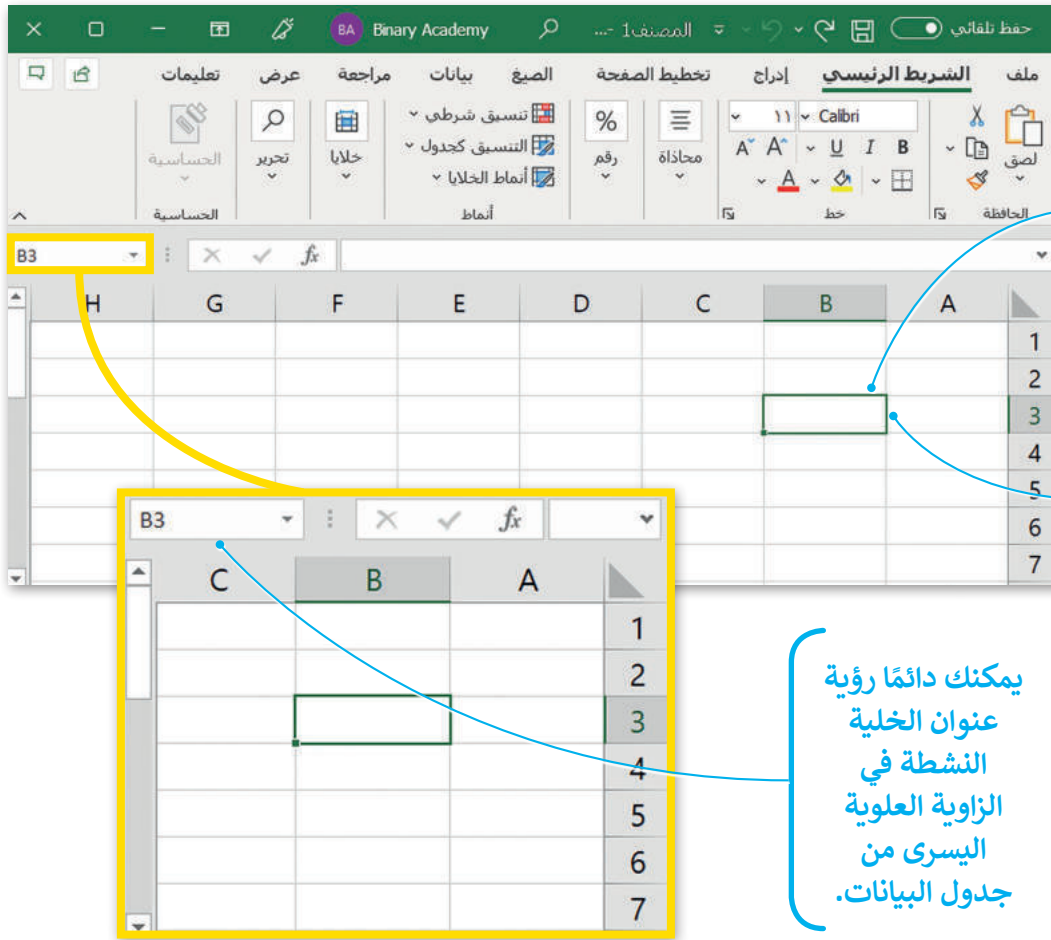 حفظ تلقائي
المصنف1 -...
Binary Academy
BA
ملف الشريط الرئيسي إدراج تخطيط الصفحة الصيغ بيانات مراجعة عرض تعليمات
لصق
Calibri ١١
B I U A^ A˅
A
محاذاة
%
رقم
تنسيق شرطي
التنسيق كجدول
أنماط الخلايا
خلايا
تحرير
الحساسية
الحافظة خط أنماط الحساسية
B3 fx
A B C D E F G H
1
2
3
4
5
6
7
B3 fx
A B C
1
2
3
4
5
6
7
يمكنك دائمًا رؤية
عنوان الخلية
النشطة في
الزاوية العلوية
اليسرى من
جدول البيانات.